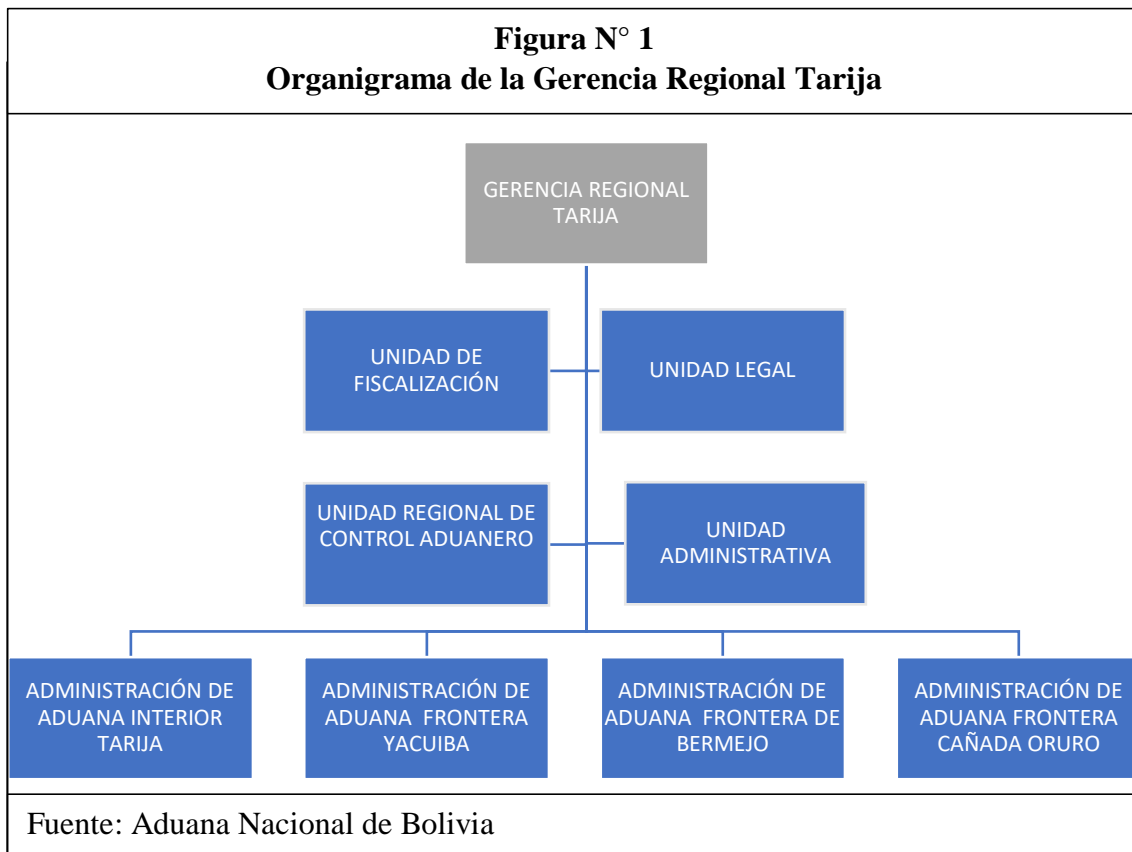 Figura N° 1
Organigrama de la Gerencia Regional Tarija
GERENCIA REGIONAL
TARIJA
UNIDAD DE
FISCALIZACIÓN
UNIDAD LEGAL
UNIDAD REGIONAL DE
CONTROL ADUANERO
UNIDAD
ADMINISTRATIVA
ADMINISTRACIÓN DE
ADUANA INTERIOR
TARIJA
ADMINISTRACIÓN DE
ADUANA FRONTERA
YACUIBA
ADMINISTRACIÓN DE
ADUANA FRONTERA DE
BERMEJO
ADMINISTRACIÓN DE
ADUANA FRONTERA
CAÑADA ORURO
Fuente: Aduana Nacional de Bolivia